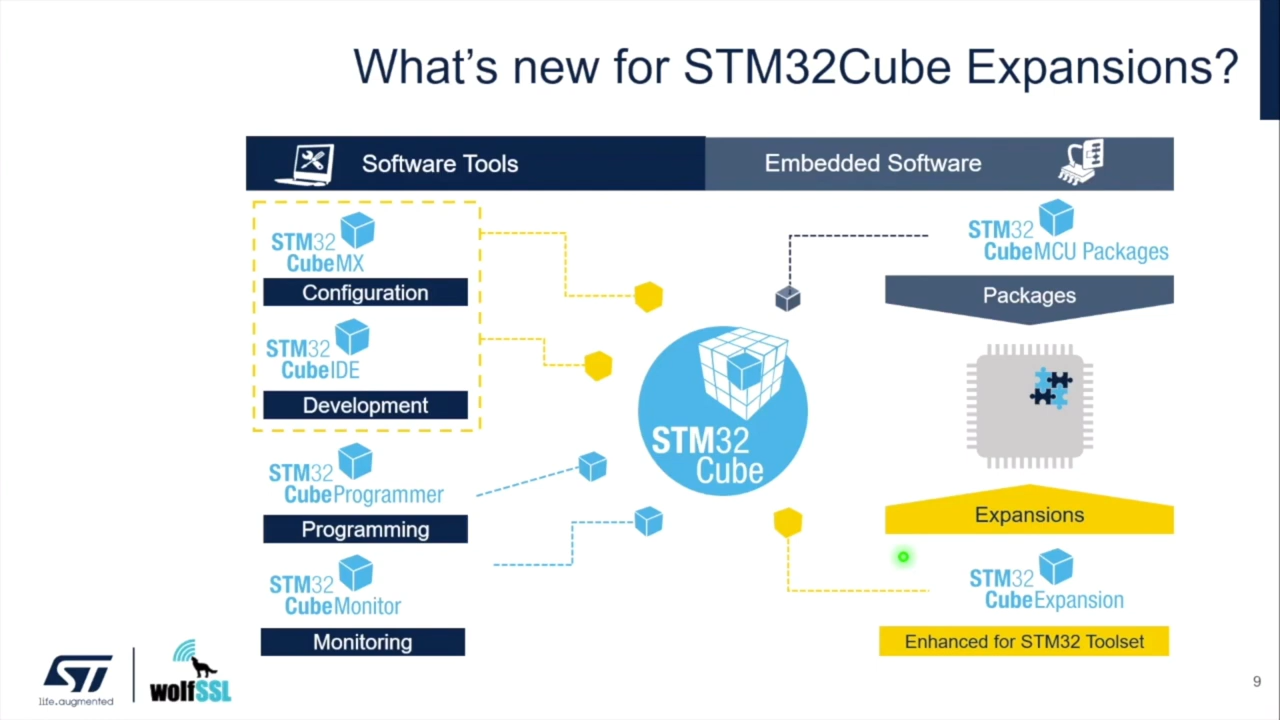 What's new for STM32Cube Expansions?
Software Tools
Embedded Software
STM32
CubeMX
Configuration
STM32
CubeIDE
Development
STM32
CubeProgrammer
Programming
STM32
CubeMonitor
Monitoring
STM32
Cube
STM32
CubeMCU Packages
Packages
Expansions
STM32
CubeExpansion
Enhanced for STM32 Toolset
ST
life.augmented
wolfSSL
9